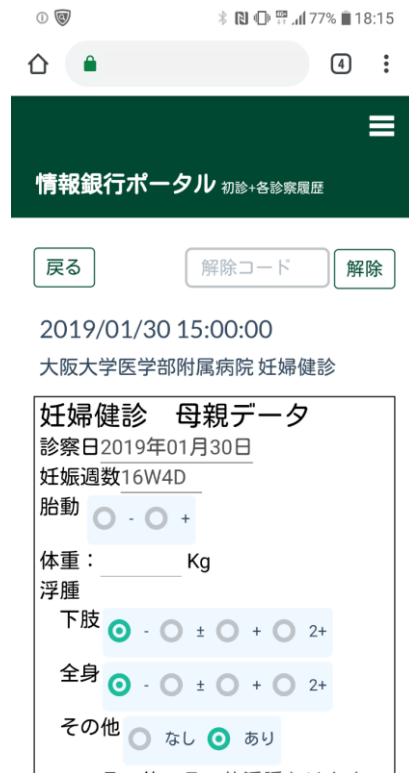 77% 18:15
4
情報銀行ポータル 初診+各診察履歴
戻る 解除コード 解除
2019/01/30 15:00:00
大阪大学医学部附属病院 妊婦健診
妊婦健診 母親データ
診察日2019年01月30日
妊娠週数16W4D
胎動 - +
体重： Kg
浮腫
下肢 - ± + 2+
全身 - ± + 2+
その他 なし あり